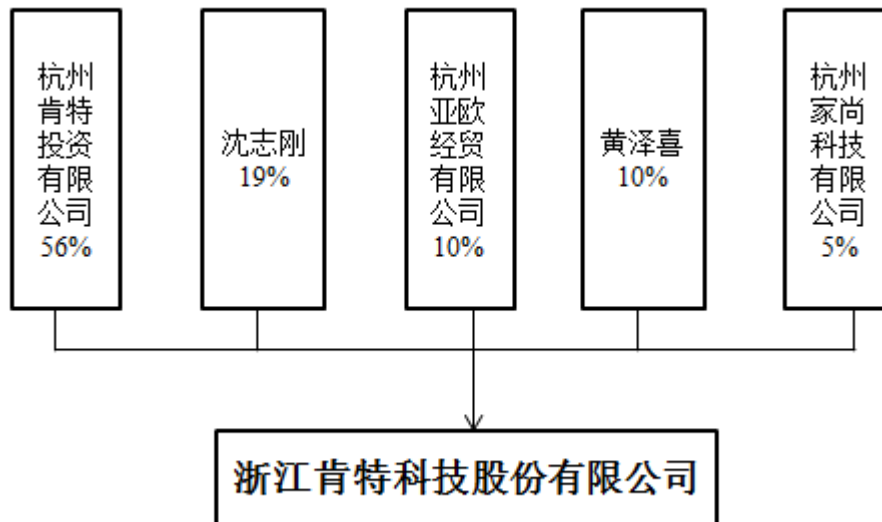 杭州
肯特
投资
有限
公司
56%
沈志刚
19%
杭州
亚欧
经贸
有限
公司
10%
黄泽喜
10%
杭州
家尚
科技
有限
公司
5%
浙江肯特科技股份有限公司